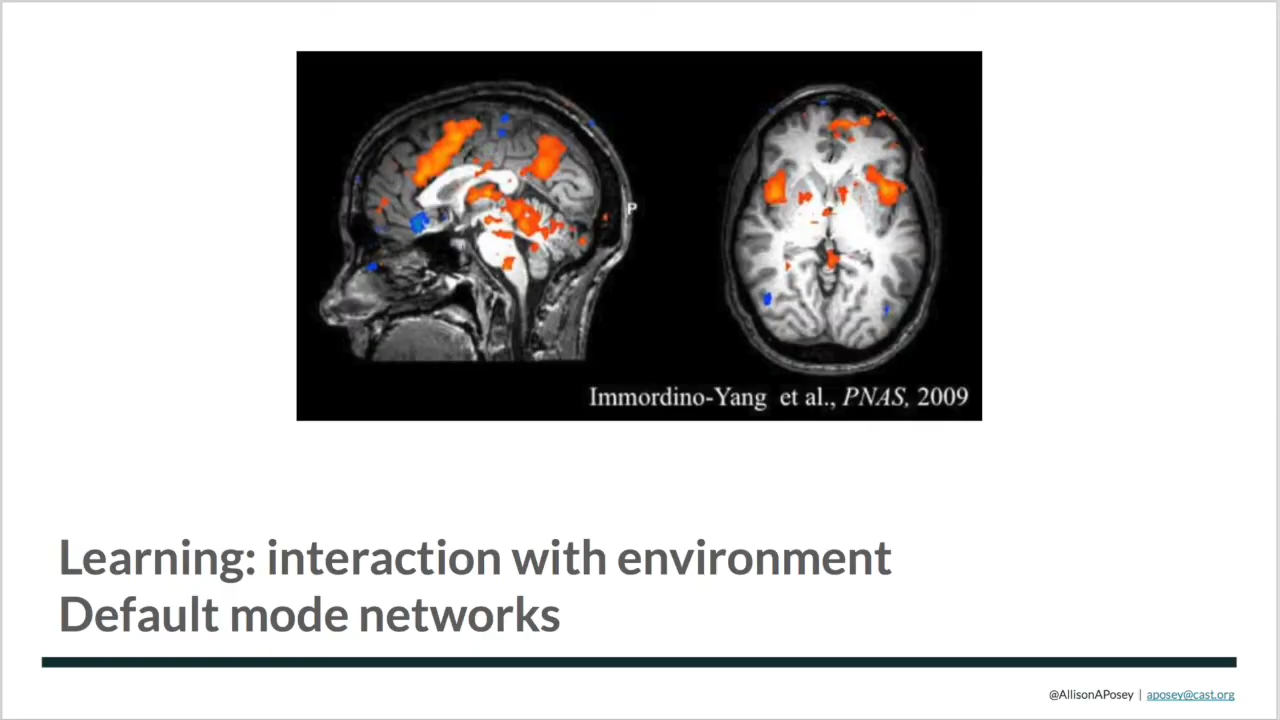 P
Immordino-Yang et al., PNAS, 2009
Learning: interaction with environment
Default mode networks
@AllisonAPosey | aposey@cast.org